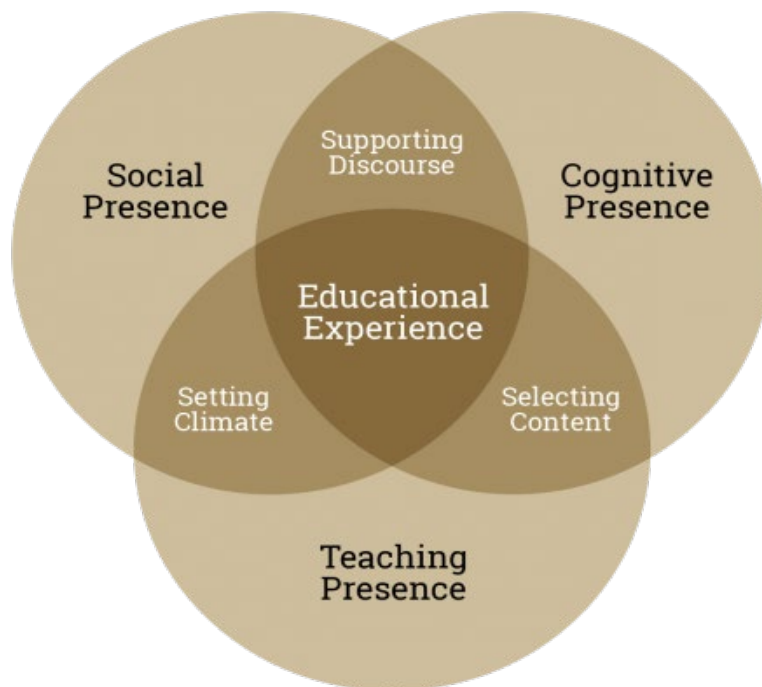 Supporting
Discourse
Social
Presence
Cognitive
Presence
Educational
Experience
Setting
Climate
Selecting
Content
Teaching
Presence